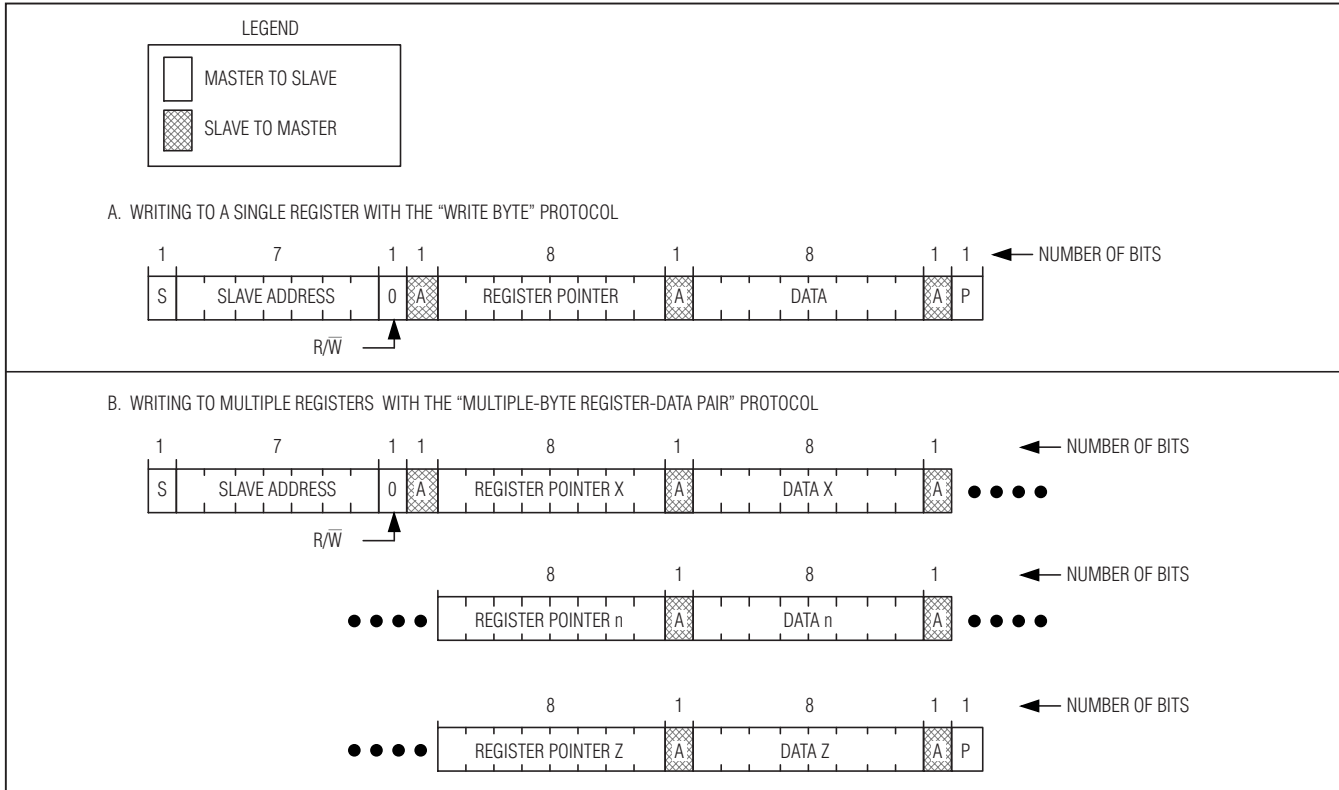 LEGEND
MASTER TO SLAVE
SLAVE TO MASTER
A. WRITING TO A SINGLE REGISTER WITH THE “WRITE BYTE” PROTOCOL
1 7 1 1 8 1 8 1 1 NUMBER OF BITS
S SLAVE ADDRESS 0 A REGISTER POINTER A DATA A P
R/W̅
B. WRITING TO MULTIPLE REGISTERS WITH THE “MULTIPLE-BYTE REGISTER-DATA PAIR” PROTOCOL
1 7 1 1 8 1 8 1 NUMBER OF BITS
S SLAVE ADDRESS 0 A REGISTER POINTER X A DATA X A
R/W̅
8 1 8 1 NUMBER OF BITS
REGISTER POINTER n A DATA n A
8 1 8 1 1 NUMBER OF BITS
REGISTER POINTER Z A DATA Z A P